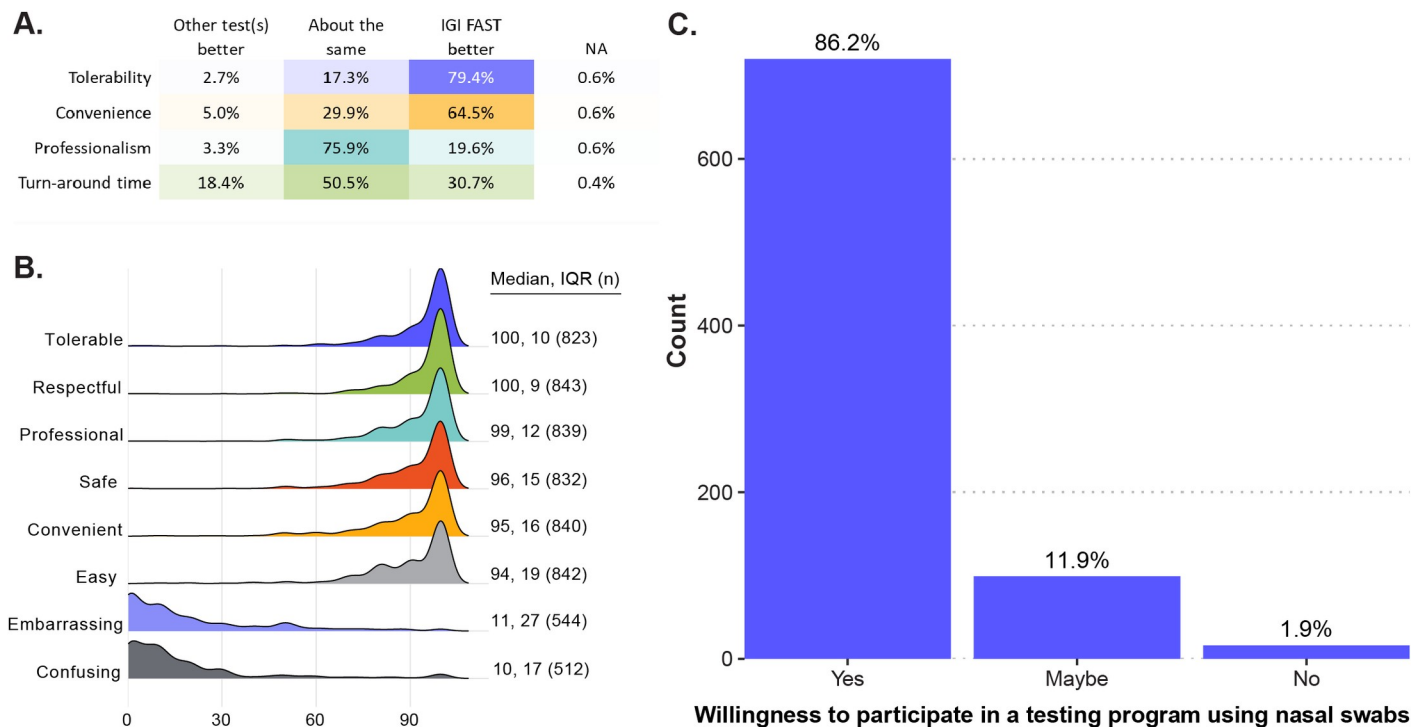 A.
Other test(s) better About the same IGI FAST better NA
Tolerability 2.7% 17.3% 79.4% 0.6%
Convenience 5.0% 29.9% 64.5% 0.6%
Professionalism 3.3% 75.9% 19.6% 0.6%
Turn-around time 18.4% 50.5% 30.7% 0.4%
B.
Median, IQR (n)
Tolerable 100, 10 (823)
Respectful 100, 9 (843)
Professional 99, 12 (839)
Safe 96, 15 (832)
Convenient 95, 16 (840)
Easy 94, 19 (842)
Embarrassing 11, 27 (544)
Confusing 10, 17 (512)
0 30 60 90
C.
86.2%
11.9%
1.9%
Count
600
400
200
0
Yes Maybe No
Willingness to participate in a testing program using nasal swabs